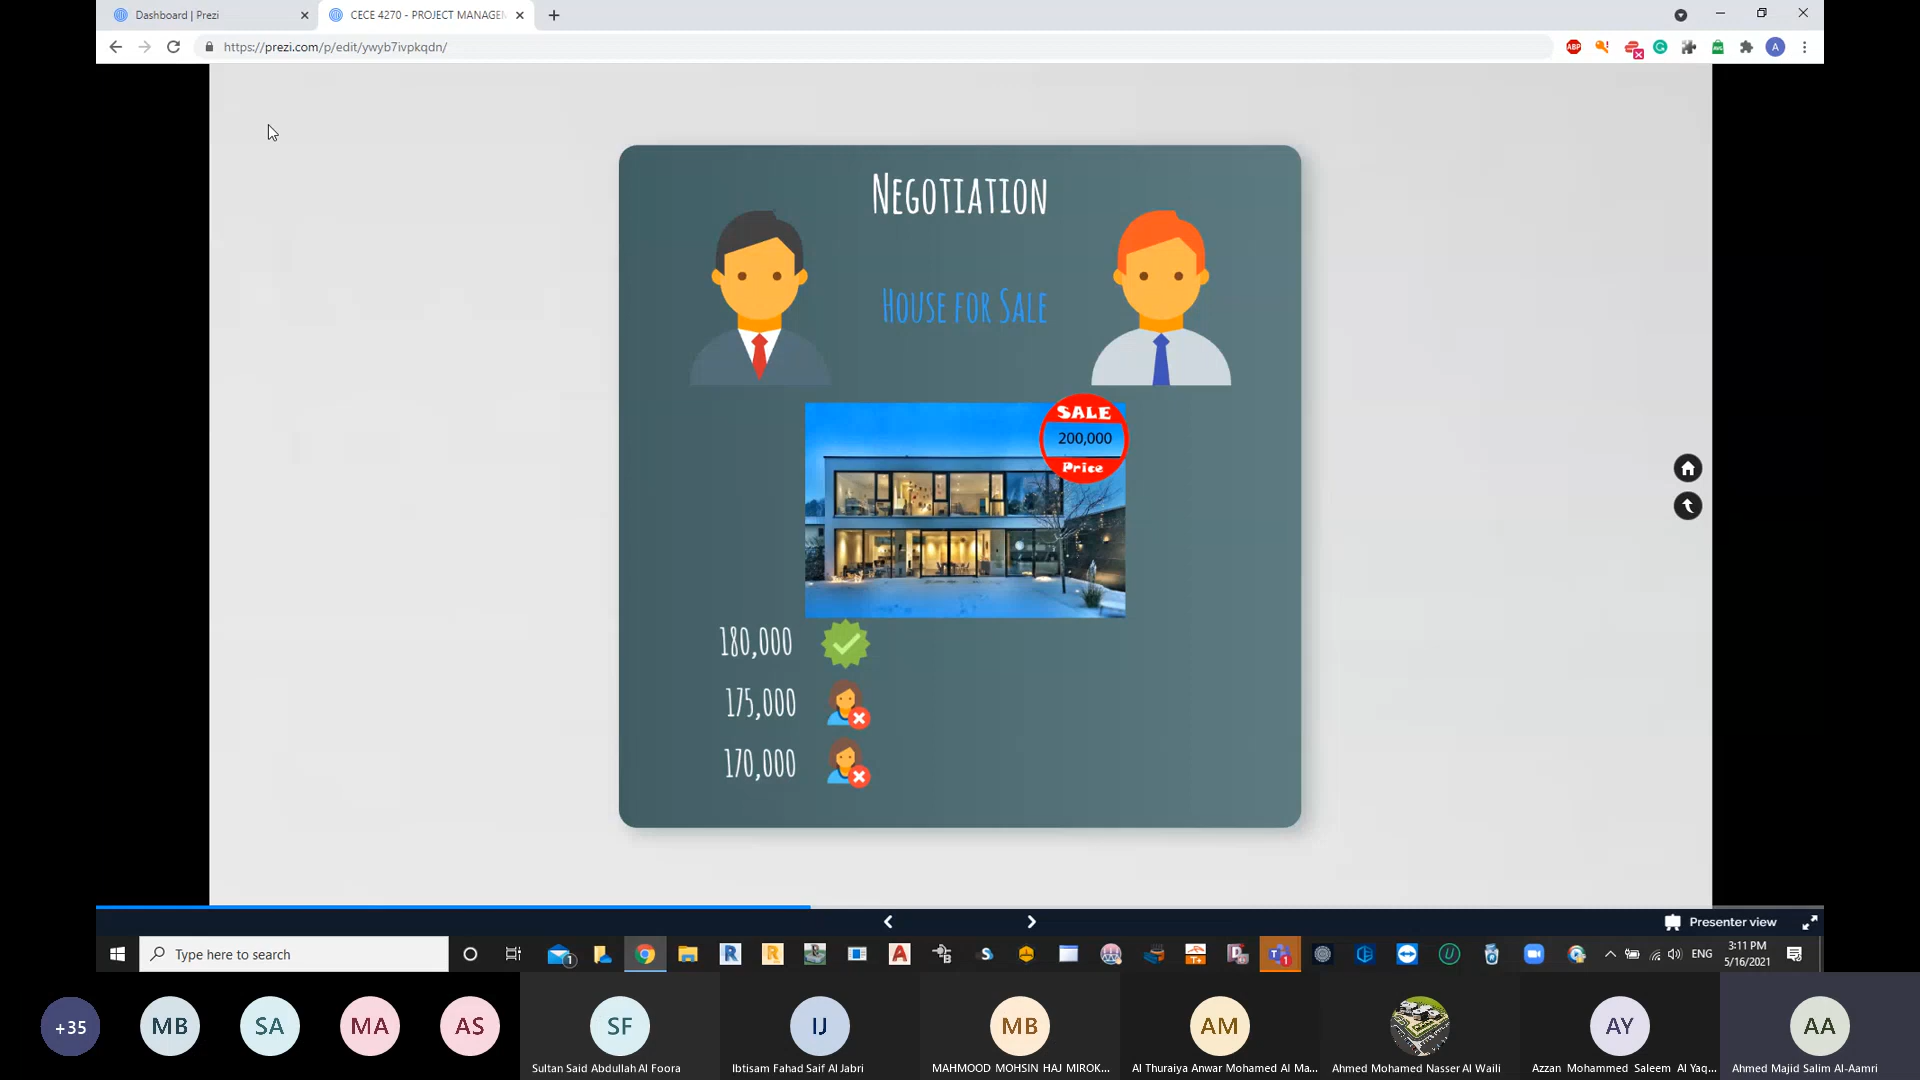 Dashboard | Prezi
CECE 4270 - PROJECT MANAGEM
https://prezi.com/p/edit/ywyb7ivpkqdn/
ABP
A
NEGOTIATION
HOUSE FOR SALE
SALE
200,000
Price
180,000
175,000
170,000
Presenter view
Type here to search
1
1
ENG
3:11 PM
5/16/2021
+35
MB
SA
MA
AS
SF
IJ
MB
AM
AY
AA
Sultan Said Abdullah Al Foora
Ibtisam Fahad Saif Al Jabri
MAHMOOD MOHSIN HAJ MIROK...
Al Thuraiya Anwar Mohamed Al Ma...
Ahmed Mohamed Nasser Al Waili
Azzan Mohammed Saleem Al Yaq...
Ahmed Majid Salim Al-Aamri